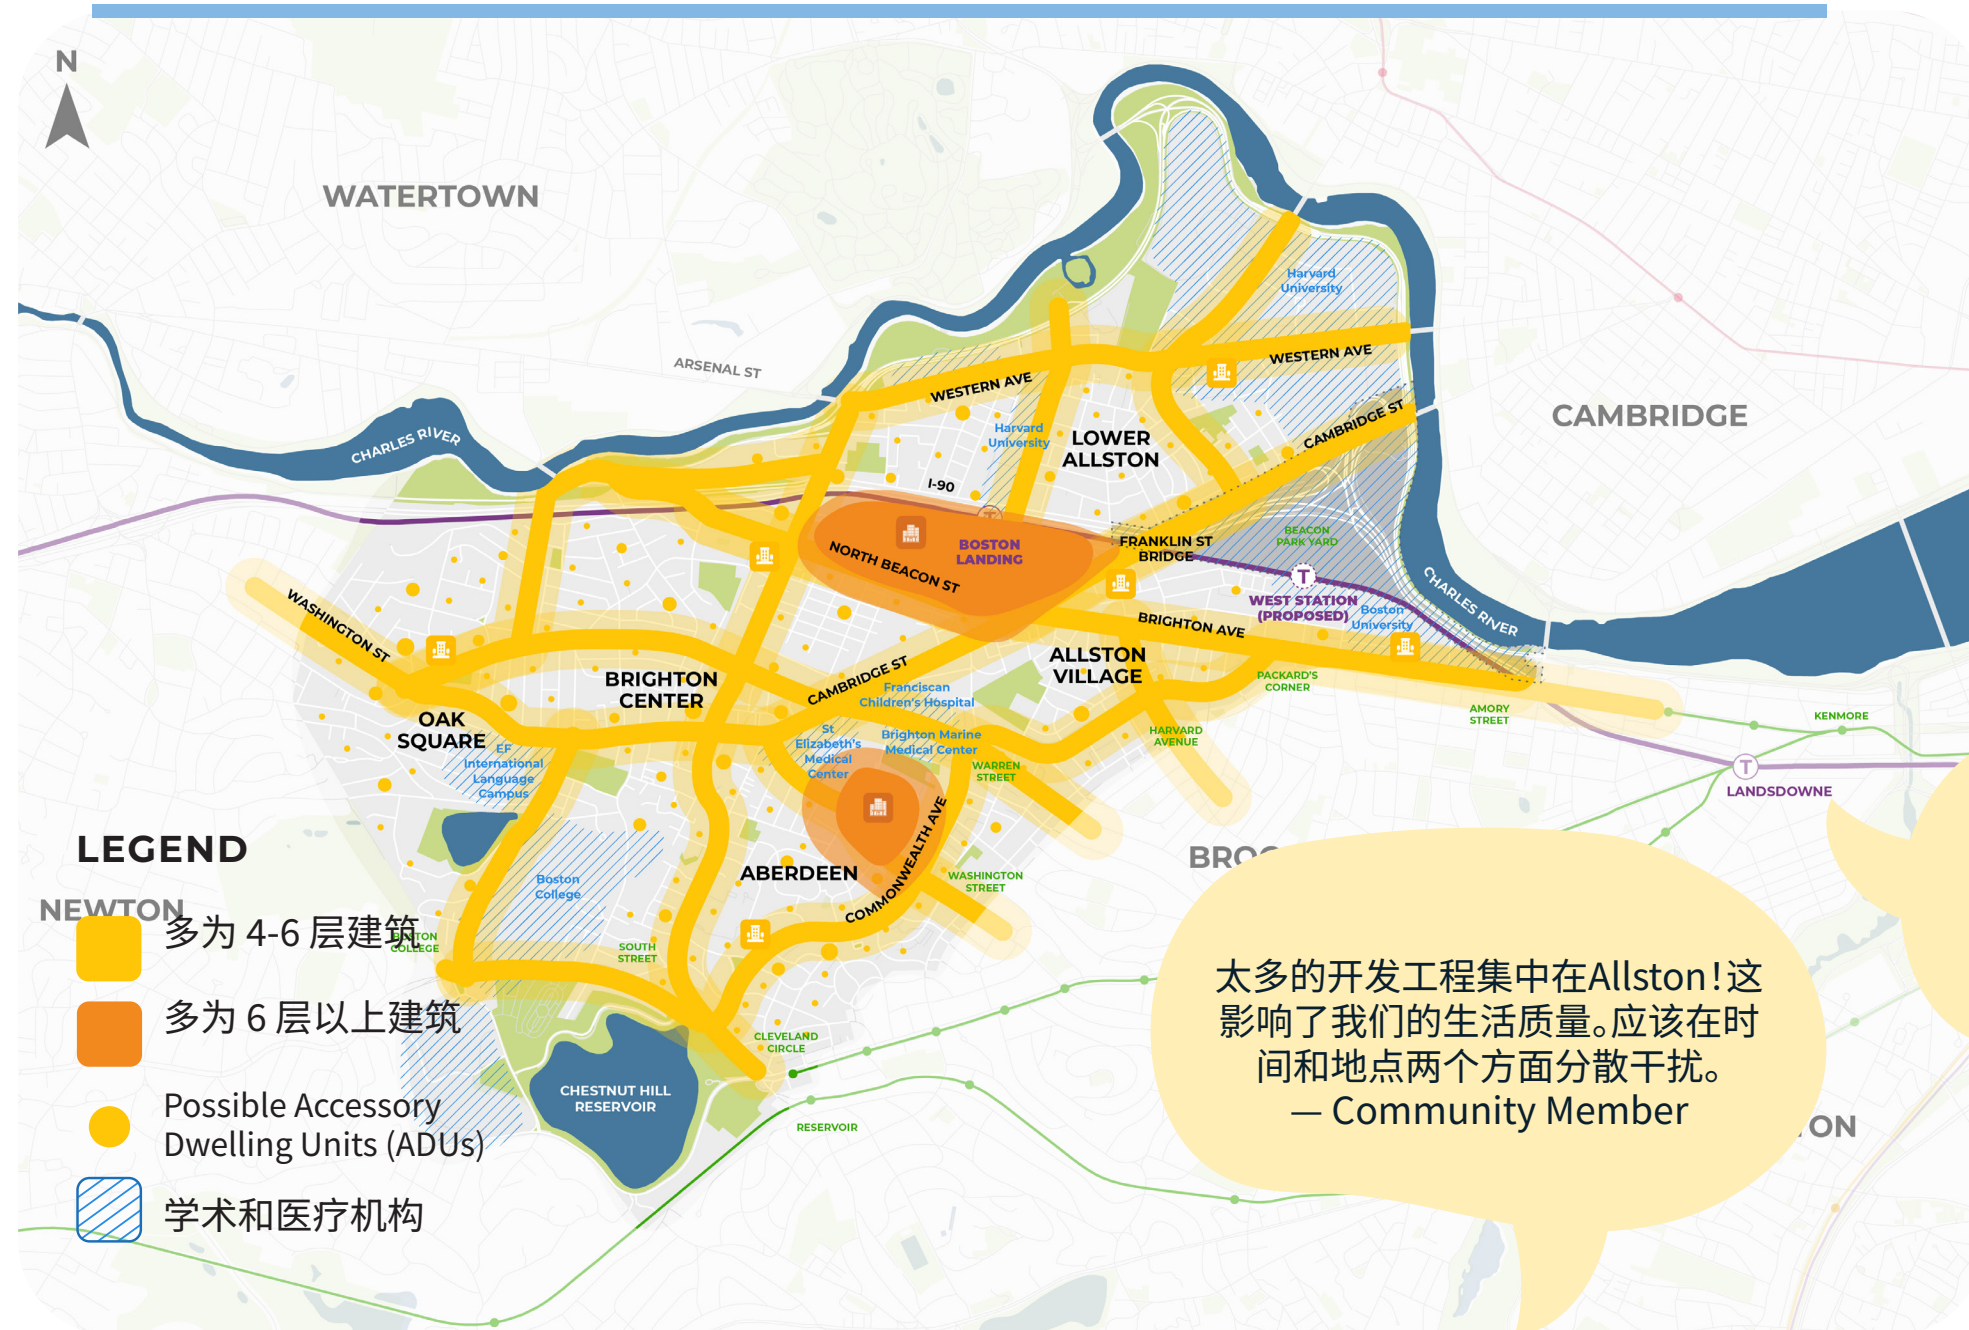 N
WATERTOWN
Harvard
University
ARSENAL ST
WESTERN AVE
WESTERN AVE
CAMBRIDGE
CAMBRIDGE ST
CHARLES RIVER
Harvard
University
LOWER
ALLSTON
I-90
BOSTON
LANDING
NORTH BEACON ST
FRANKLIN ST
BRIDGE
BEACON
PARK YARD
T
T
WEST STATION
(PROPOSED)
Boston
University
CHARLES RIVER
WASHINGTON ST
BRIGHTON AVE
BRIGHTON
CENTER
CAMBRIDGE ST
ALLSTON
VILLAGE
PACKARD'S
CORNER
Franciscan
Children's Hospital
OAK
SQUARE
St
Elizabeth's
Medical
Center
Brighton Marine
Medical Center
HARVARD
AVENUE
AMORY
STREET
KENMORE
EF
International
Language
Campus
WARREN
STREET
T
LANDSDOWNE
LEGEND
NEWTON
多为 4-6 层建筑
BOSTON
COLLEGE
多为 6 层以上建筑
Possible Accessory
Dwelling Units (ADUs)
学术和医疗机构
Boston
College
ABERDEEN
COMMONWEALTH AVE
WASHINGTON
STREET
SOUTH
STREET
CLEVELAND
CIRCLE
CHESTNUT HILL
RESERVOIR
RESERVOIR
太多的开发工程集中在Allston！这
影响了我们的生活质量。应该在时
间和地点两个方面分散干扰。
— Community Member